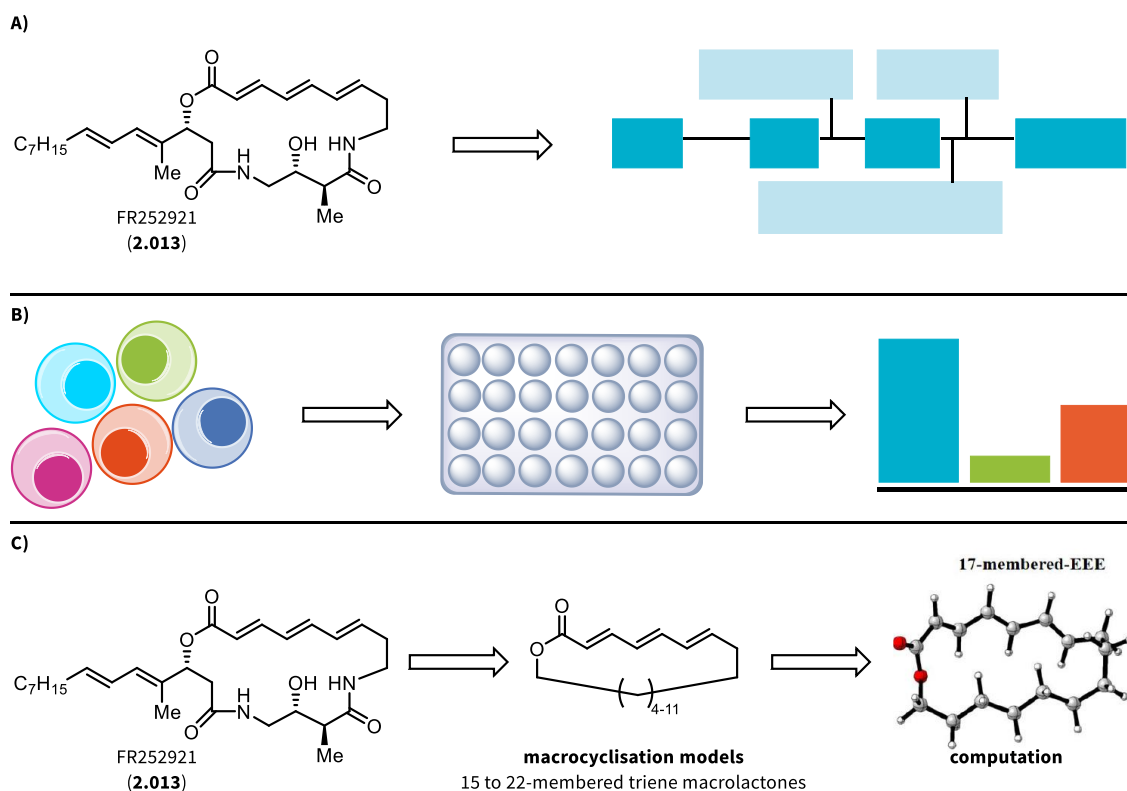 A)
O
O
C7H15
Me
O
H
N
OH
HN
O
Me
FR252921
(2.013)
B)
C)
17-membered-EEE
O
O
C7H15
Me
O
H
N
OH
HN
O
Me
FR252921
(2.013)
O
O
( )4-11
macrocyclisation models
15 to 22-membered triene macrolactones
computation